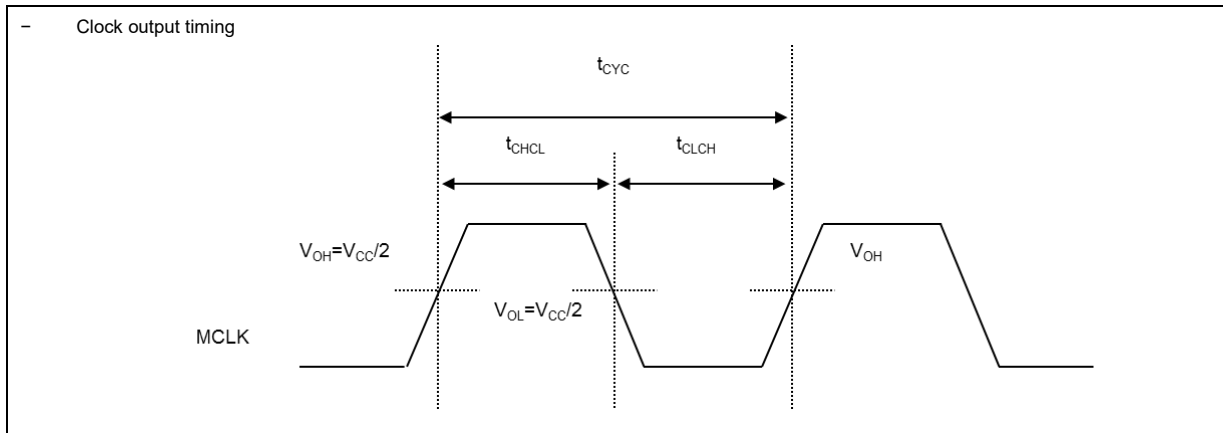 − Clock output timing
tCYC
tCHCL tCLCH
VOH=VCC/2 VOH
VOL=VCC/2
MCLK